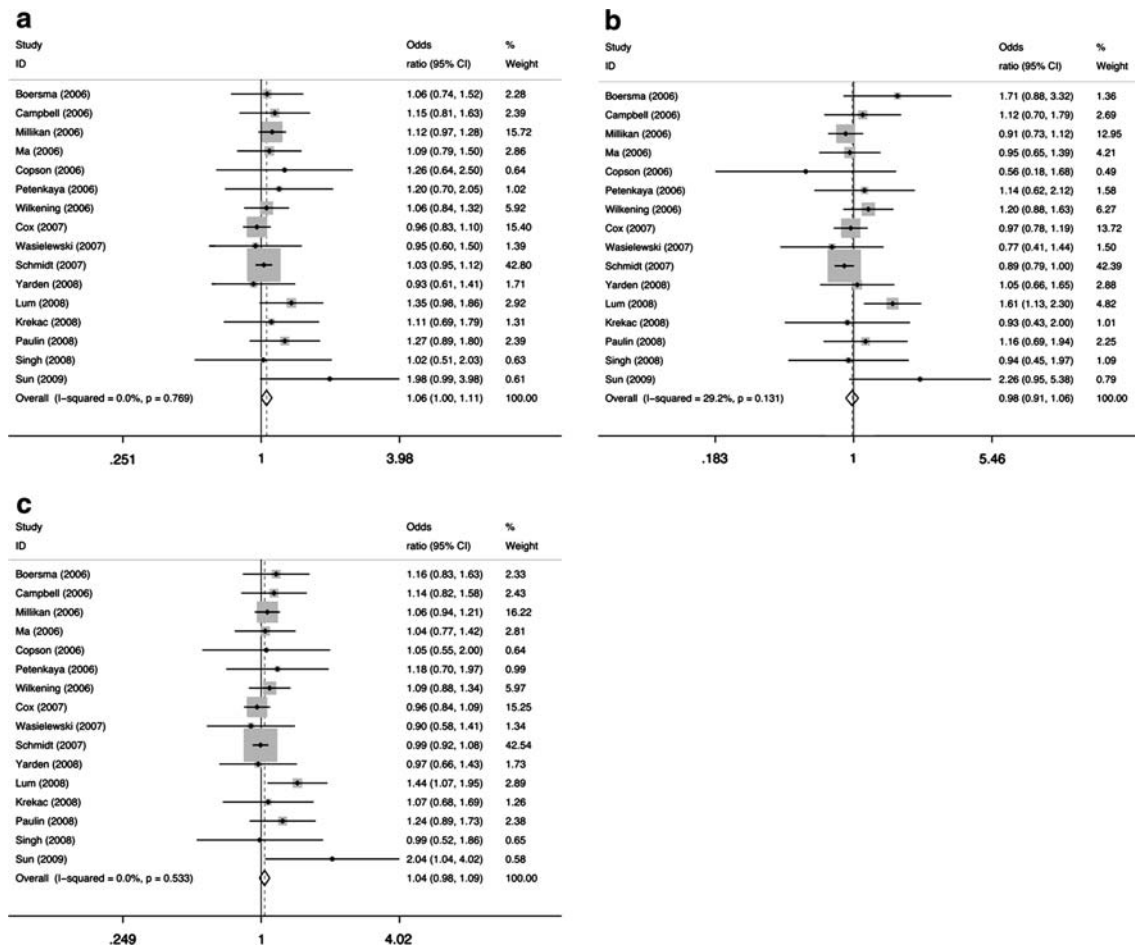 a
Study Odds %
ID ratio (95% CI) Weight
Boersma (2006) 1.06 (0.74, 1.52) 2.28
Campbell (2006) 1.15 (0.81, 1.63) 2.39
Millikan (2006) 1.12 (0.97, 1.28) 15.72
Ma (2006) 1.09 (0.79, 1.50) 2.86
Copson (2006) 1.26 (0.64, 2.50) 0.64
Petenkaya (2006) 1.20 (0.70, 2.05) 1.02
Wilkening (2006) 1.06 (0.84, 1.32) 5.92
Cox (2007) 0.96 (0.83, 1.10) 15.40
Wasielewski (2007) 0.95 (0.60, 1.50) 1.39
Schmidt (2007) 1.03 (0.95, 1.12) 42.80
Yarden (2008) 0.93 (0.61, 1.41) 1.71
Lum (2008) 1.35 (0.98, 1.86) 2.92
Krekac (2008) 1.11 (0.69, 1.79) 1.31
Paulin (2008) 1.27 (0.89, 1.80) 2.39
Singh (2008) 1.02 (0.51, 2.03) 0.63
Sun (2009) 1.98 (0.99, 3.98) 0.61
Overall (I-squared = 0.0%, p = 0.769) 1.06 (1.00, 1.11) 100.00
.251 1 3.98
b
Study Odds %
ID ratio (95% CI) Weight
Boersma (2006) 1.71 (0.88, 3.32) 1.36
Campbell (2006) 1.12 (0.70, 1.79) 2.69
Millikan (2006) 0.91 (0.73, 1.12) 12.95
Ma (2006) 0.95 (0.65, 1.39) 4.21
Copson (2006) 0.56 (0.18, 1.68) 0.49
Petenkaya (2006) 1.14 (0.62, 2.12) 1.58
Wilkening (2006) 1.20 (0.88, 1.63) 6.27
Cox (2007) 0.97 (0.78, 1.19) 13.72
Wasielewski (2007) 0.77 (0.41, 1.44) 1.50
Schmidt (2007) 0.89 (0.79, 1.00) 42.39
Yarden (2008) 1.05 (0.66, 1.65) 2.88
Lum (2008) 1.61 (1.13, 2.30) 4.82
Krekac (2008) 0.93 (0.43, 2.00) 1.01
Paulin (2008) 1.16 (0.69, 1.94) 2.25
Singh (2008) 0.94 (0.45, 1.97) 1.09
Sun (2009) 2.26 (0.95, 5.38) 0.79
Overall (I-squared = 29.2%, p = 0.131) 0.98 (0.91, 1.06) 100.00
.183 1 5.46
c
Study Odds %
ID ratio (95% CI) Weight
Boersma (2006) 1.16 (0.83, 1.63) 2.33
Campbell (2006) 1.14 (0.82, 1.58) 2.43
Millikan (2006) 1.06 (0.94, 1.21) 16.22
Ma (2006) 1.04 (0.77, 1.42) 2.81
Copson (2006) 1.05 (0.55, 2.00) 0.64
Petenkaya (2006) 1.18 (0.70, 1.97) 0.99
Wilkening (2006) 1.09 (0.88, 1.34) 5.97
Cox (2007) 0.96 (0.84, 1.09) 15.25
Wasielewski (2007) 0.90 (0.58, 1.41) 1.34
Schmidt (2007) 0.99 (0.92, 1.08) 42.54
Yarden (2008) 0.97 (0.66, 1.43) 1.73
Lum (2008) 1.44 (1.07, 1.95) 2.89
Krekac (2008) 1.07 (0.68, 1.69) 1.26
Paulin (2008) 1.24 (0.89, 1.73) 2.38
Singh (2008) 0.99 (0.52, 1.86) 0.65
Sun (2009) 2.04 (1.04, 4.02) 0.58
Overall (I-squared = 0.0%, p = 0.533) 1.04 (0.98, 1.09) 100.00
.249 1 4.02